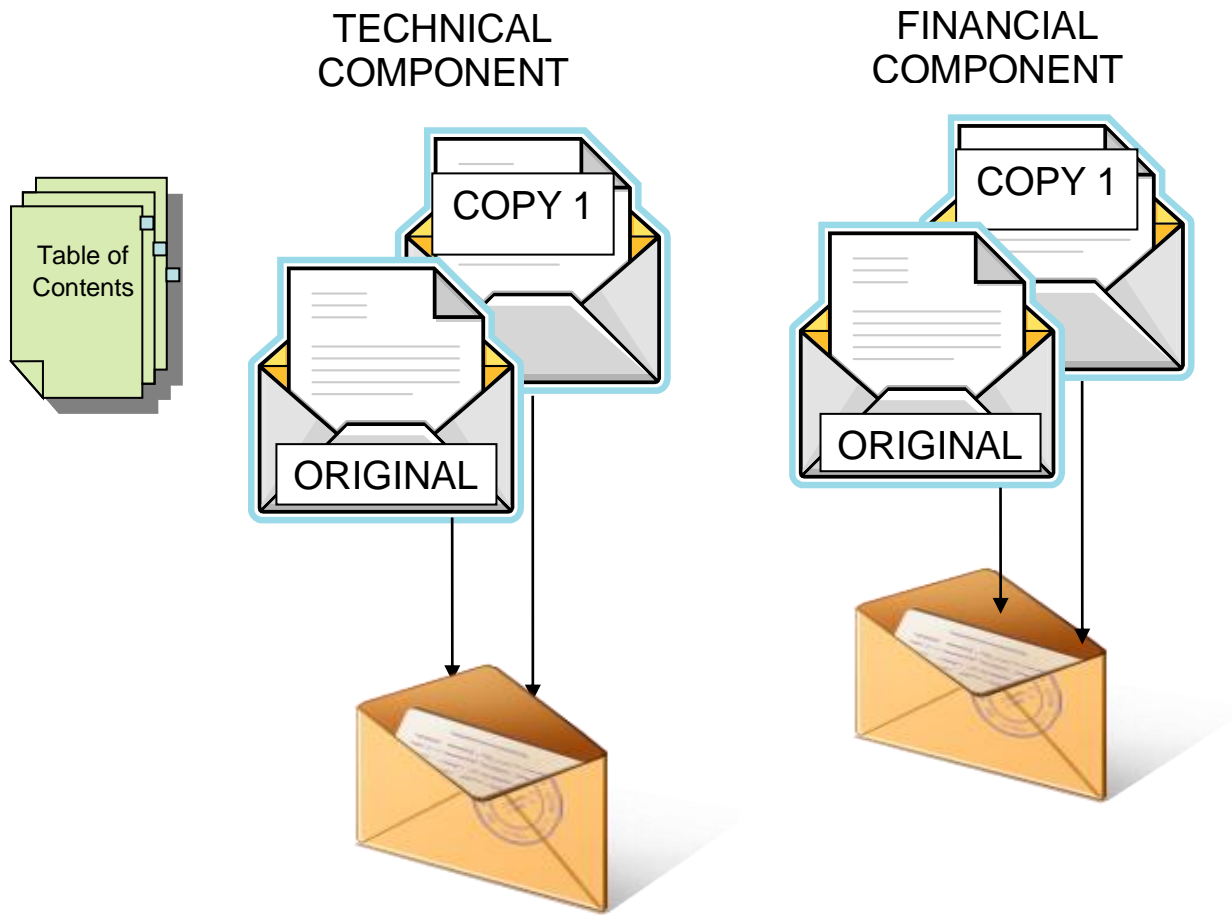 TECHNICAL
COMPONENT
FINANCIAL
COMPONENT
Table of
Contents
COPY 1
ORIGINAL
COPY 1
ORIGINAL